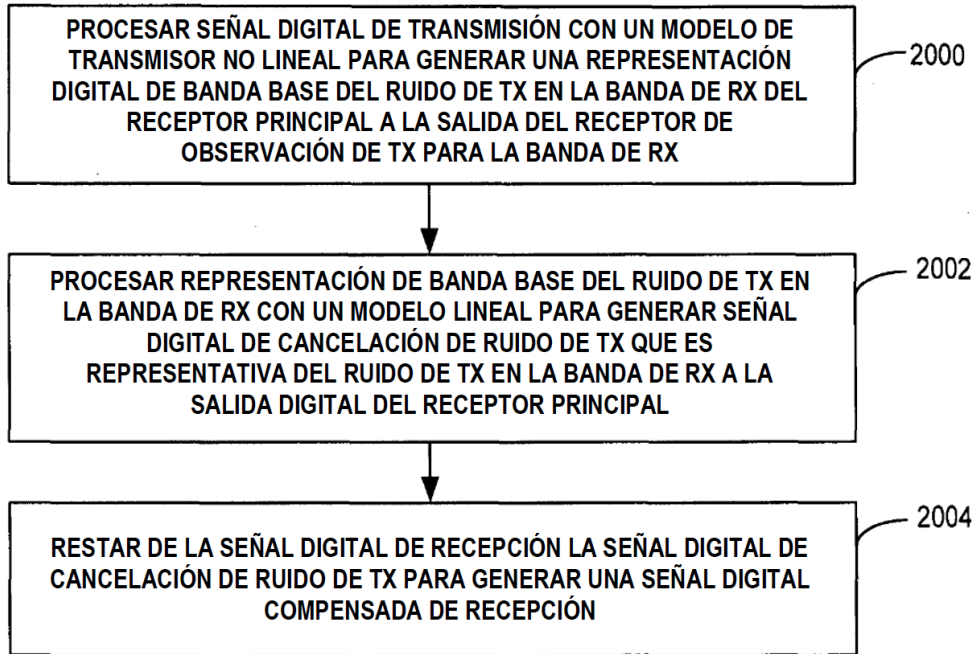 PROCESAR SEÑAL DIGITAL DE TRANSMISIÓN CON UN MODELO DE
TRANSMISOR NO LINEAL PARA GENERAR UNA REPRESENTACIÓN
DIGITAL DE BANDA BASE DEL RUIDO DE TX EN LA BANDA DE RX DEL
RECEPTOR PRINCIPAL A LA SALIDA DEL RECEPTOR DE
OBSERVACIÓN DE TX PARA LA BANDA DE RX
2000
PROCESAR REPRESENTACIÓN DE BANDA BASE DEL RUIDO DE TX EN
LA BANDA DE RX CON UN MODELO LINEAL PARA GENERAR SEÑAL
DIGITAL DE CANCELACIÓN DE RUIDO DE TX QUE ES
REPRESENTATIVA DEL RUIDO DE TX EN LA BANDA DE RX A LA
SALIDA DIGITAL DEL RECEPTOR PRINCIPAL
2002
RESTAR DE LA SEÑAL DIGITAL DE RECEPCIÓN LA SEÑAL DIGITAL DE
CANCELACIÓN DE RUIDO DE TX PARA GENERAR UNA SEÑAL DIGITAL
COMPENSADA DE RECEPCIÓN
2004